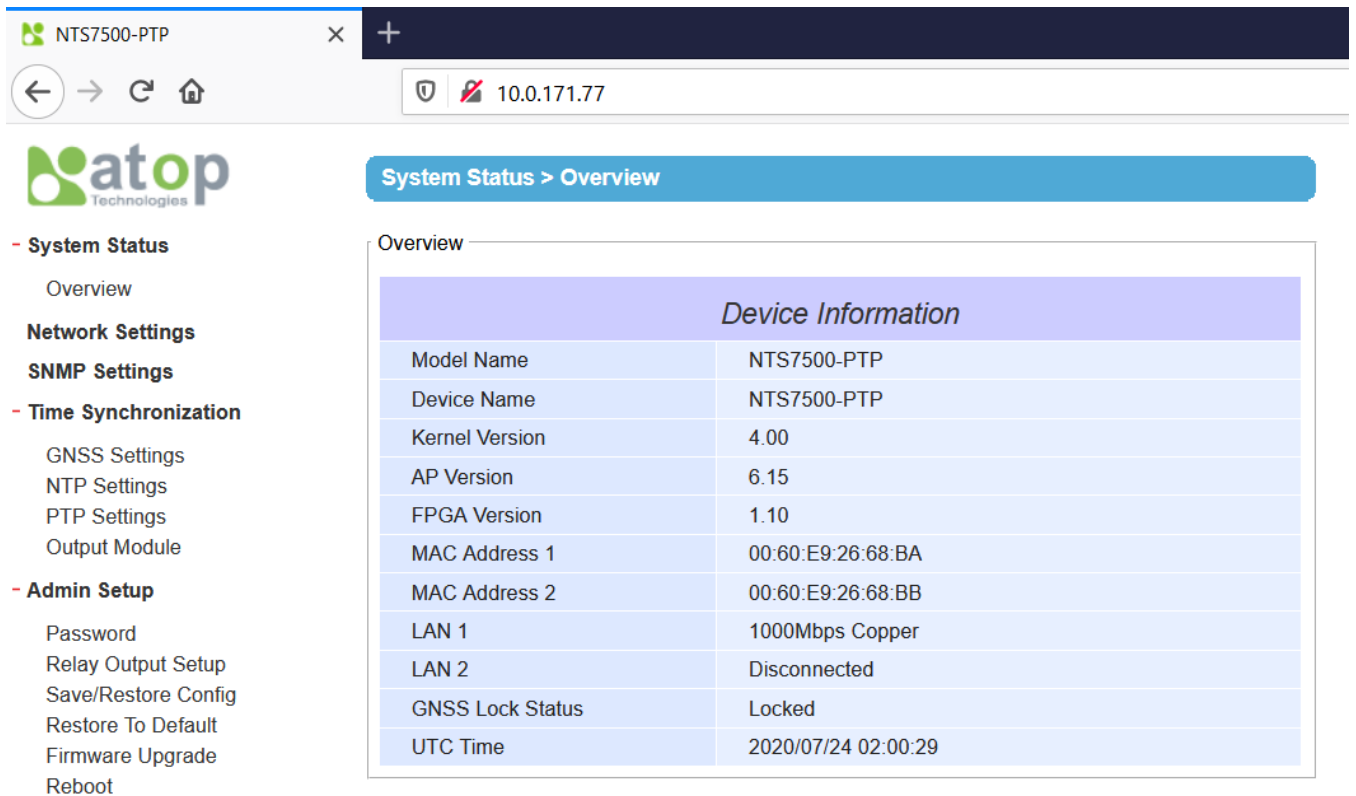 NTS7500-PTP
10.0.171.77
atop
Technologies
- System Status
Overview
Network Settings
SNMP Settings
- Time Synchronization
GNSS Settings
NTP Settings
PTP Settings
Output Module
- Admin Setup
Password
Relay Output Setup
Save/Restore Config
Restore To Default
Firmware Upgrade
Reboot
System Status > Overview
Overview
Device Information
Model Name NTS7500-PTP
Device Name NTS7500-PTP
Kernel Version 4.00
AP Version 6.15
FPGA Version 1.10
MAC Address 1 00:60:E9:26:68:BA
MAC Address 2 00:60:E9:26:68:BB
LAN 1 1000Mbps Copper
LAN 2 Disconnected
GNSS Lock Status Locked
UTC Time 2020/07/24 02:00:29